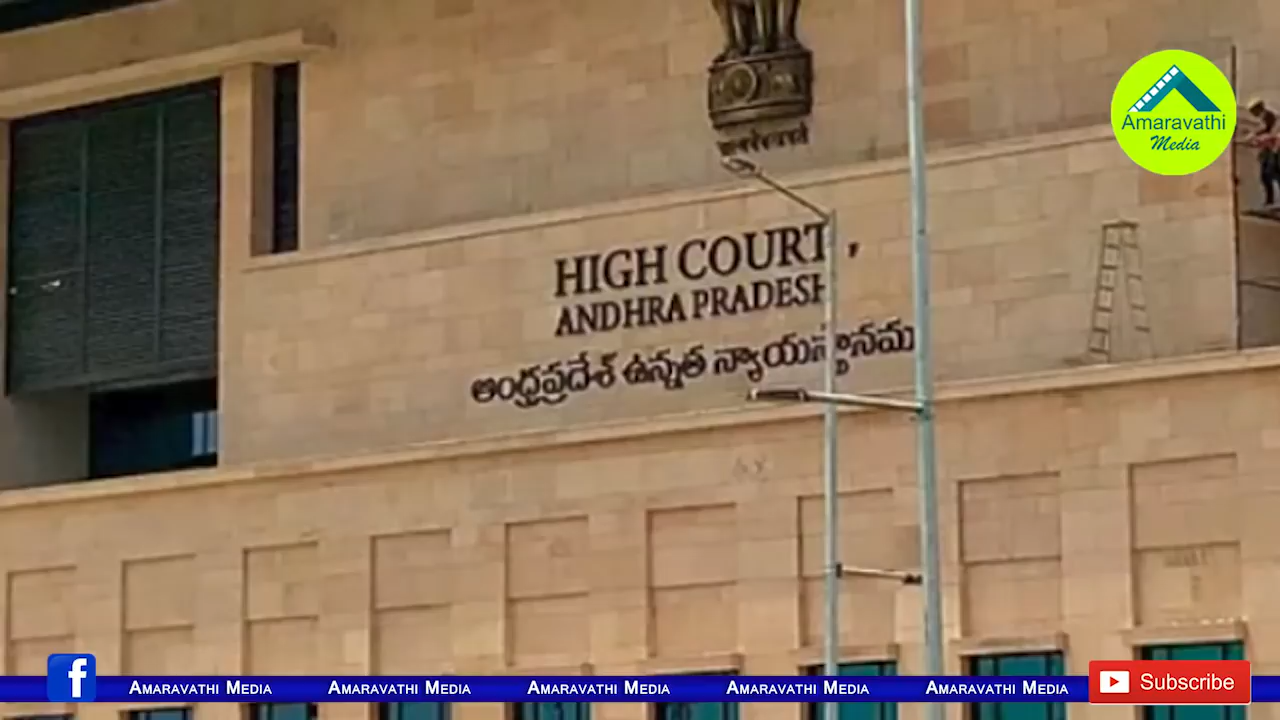 Amaravathi
Media
HIGH COURT,
ANDHRA PRADESH
ఆంధ్రప్రదేశ్ ఉన్నత న్యాయస్థానము
f Amaravathi Media Amaravathi Media Amaravathi Media Amaravathi Media Amaravathi Media Subscribe